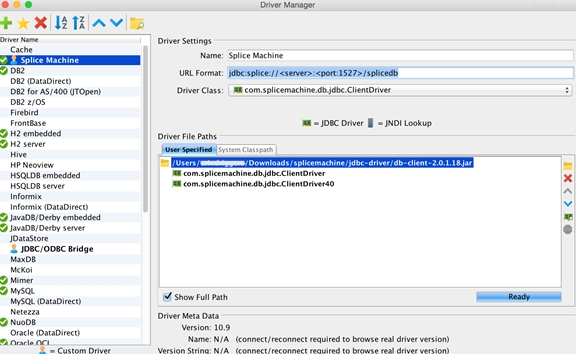 Driver Manager
Driver Name
Cache
Splice Machine
DB2
DB2 (DataDirect)
DB2 for AS/400 (JTOpen)
DB2 z/OS
Firebird
FrontBase
H2 embedded
H2 server
Hive
HP Neoview
HSQLDB embedded
HSQLDB server
Informix
Informix (DataDirect)
JavaDB/Derby embedded
JavaDB/Derby server
JDataStore
JDBC/ODBC Bridge
MaxDB
McKoi
Mimer
MySQL
MySQL (DataDirect)
Netezza
NuoDB
Oracle (DataDirect)
Oracle OCI
= Custom Driver
Driver Settings
Name: Splice Machine
URL Format: jdbc:splice://<server>:<port:1527>/splicedb
Driver Class: com.splicemachine.db.jdbc.ClientDriver
= JDBC Driver = JNDI Lookup
Driver File Paths
User Specified System Classpath
/Users/ /Downloads/splicemachine/jdbc-driver/db-client-2.0.1.18.jar
com.splicemachine.db.jdbc.ClientDriver
com.splicemachine.db.jdbc.ClientDriver40
Show Full Path Ready
Driver Meta Data
Version: 10.9
Name: N/A (connect/reconnect required to browse real driver version)
Version String: N/A (connect/reconnect required to browse real driver version)